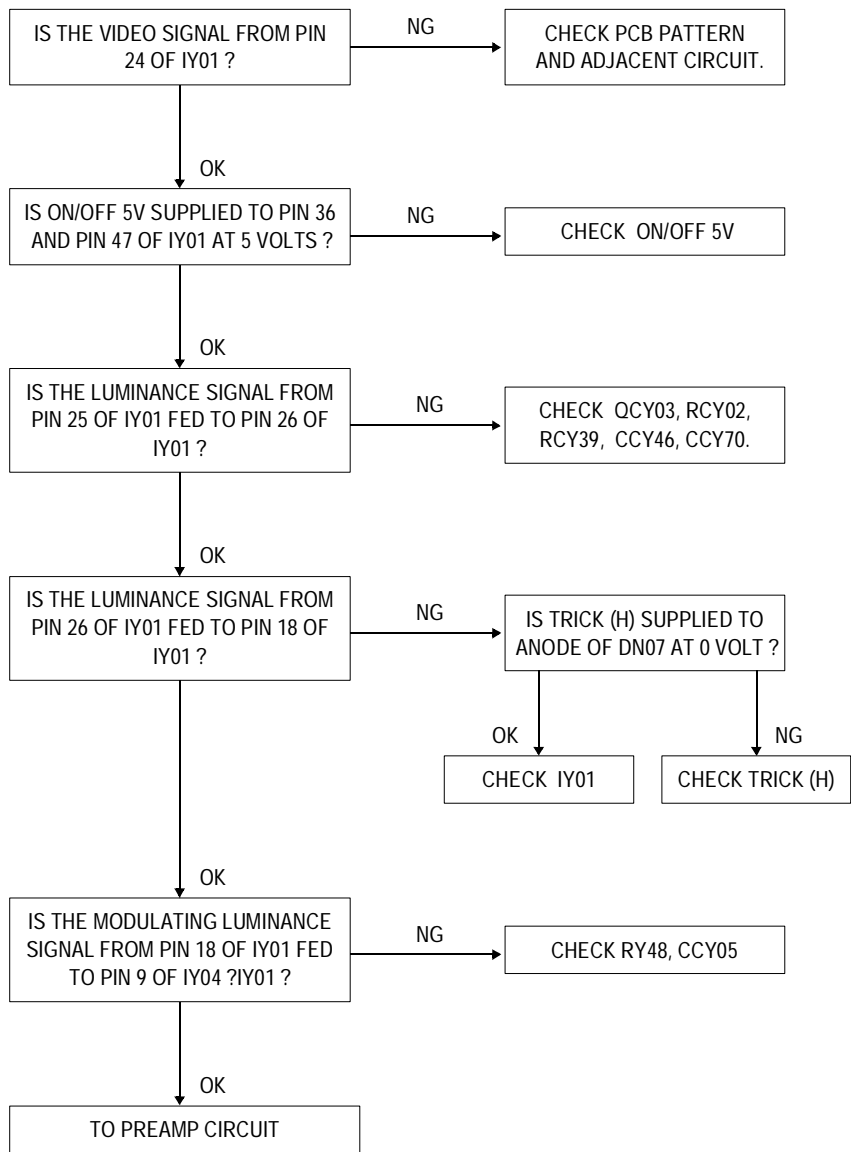 IS THE VIDEO SIGNAL FROM PIN
24 OF IY01 ?
NG
CHECK PCB PATTERN
AND ADJACENT CIRCUIT.
OK
IS ON/OFF 5V SUPPLIED TO PIN 36
AND PIN 47 OF IY01 AT 5 VOLTS ?
NG
CHECK ON/OFF 5V
OK
IS THE LUMINANCE SIGNAL FROM
PIN 25 OF IY01 FED TO PIN 26 OF
IY01 ?
NG
CHECK QCY03, RCY02,
RCY39, CCY46, CCY70.
OK
IS THE LUMINANCE SIGNAL FROM
PIN 26 OF IY01 FED TO PIN 18 OF
IY01 ?
NG
IS TRICK (H) SUPPLIED TO
ANODE OF DN07 AT 0 VOLT ?
OK
NG
CHECK IY01
CHECK TRICK (H)
OK
IS THE MODULATING LUMINANCE
SIGNAL FROM PIN 18 OF IY01 FED
TO PIN 9 OF IY04 ?IY01 ?
NG
CHECK RY48, CCY05
OK
TO PREAMP CIRCUIT